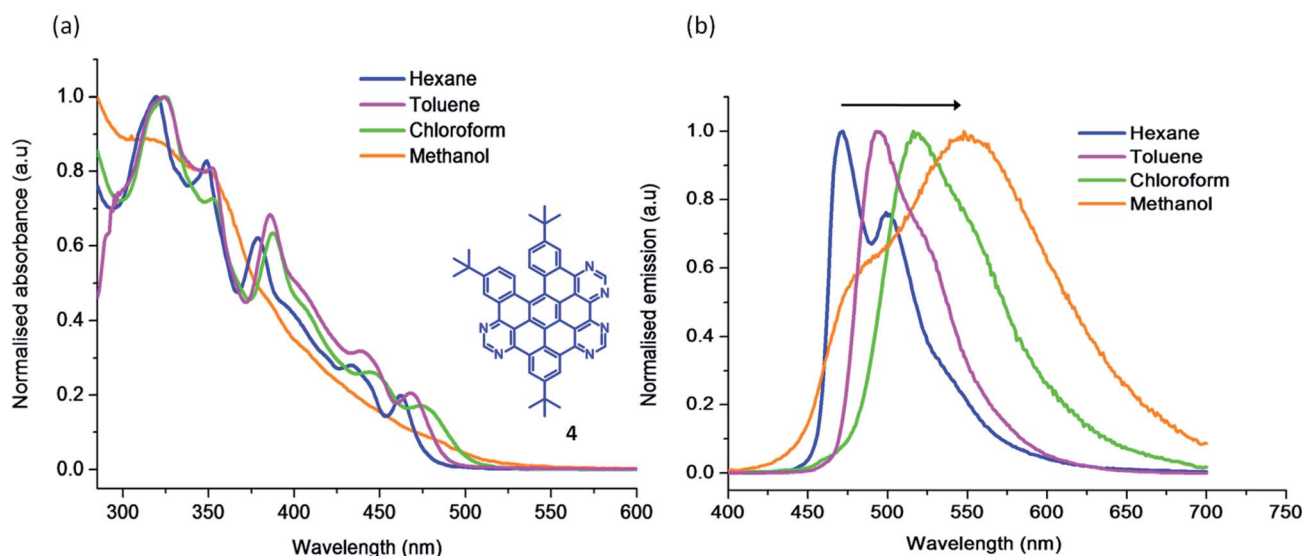 (a)
Normalised absorbance (a.u)
1.0
0.8
0.6
0.4
0.2
0.0
Hexane
Toluene
Chloroform
Methanol
N
N
N
N
N
N
4
300 350 400 450 500 550 600
Wavelength (nm)
(b)
Normalised emission (a.u)
1.0
0.8
0.6
0.4
0.2
0.0
Hexane
Toluene
Chloroform
Methanol
400 450 500 550 600 650 700 750
Wavelength (nm)